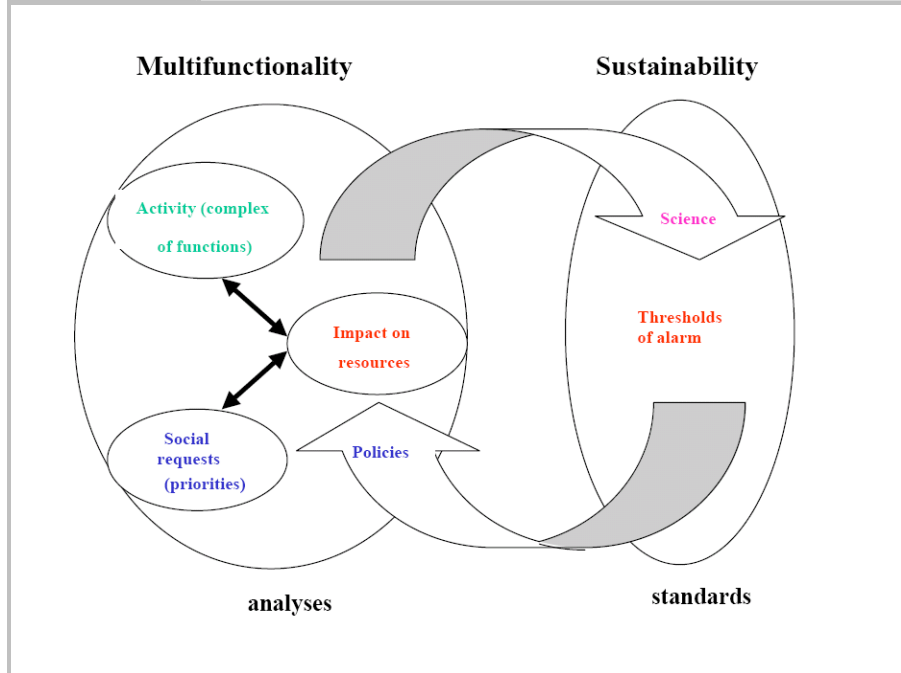 Multifunctionality
Sustainability
Activity (complex
of functions)
Science
Impact on
resources
Thresholds
of alarm
Social
requests
(priorities)
Policies
analyses
standards